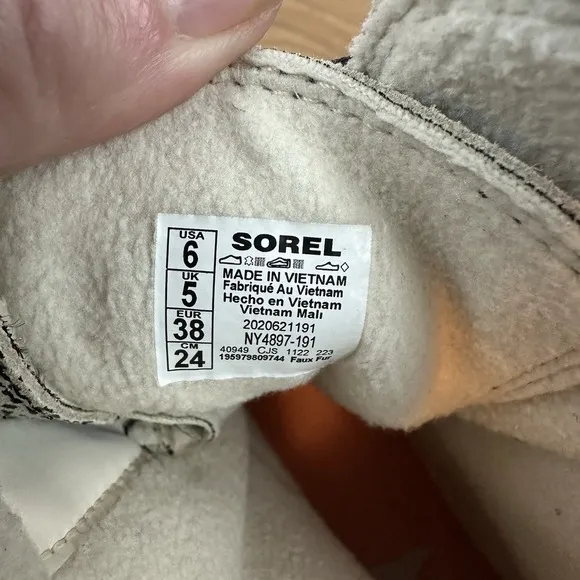 USA
6
UK
5
EUR
38
CM
24
SOREL
MADE IN VIETNAM
Fabriqué Au Vietnam
Hecho en Vietnam
Vietnam Malı
2020621191
NY4897-191
40949 CJS 1122 223
195979809744 Faux Fur